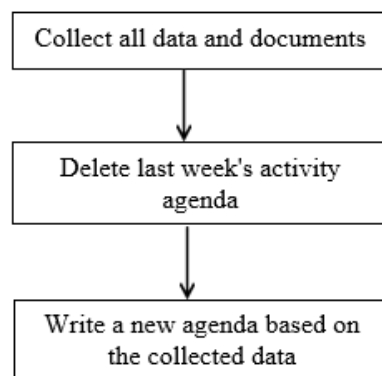 Collect all data and documents
Delete last week's activity
agenda
Write a new agenda based on
the collected data